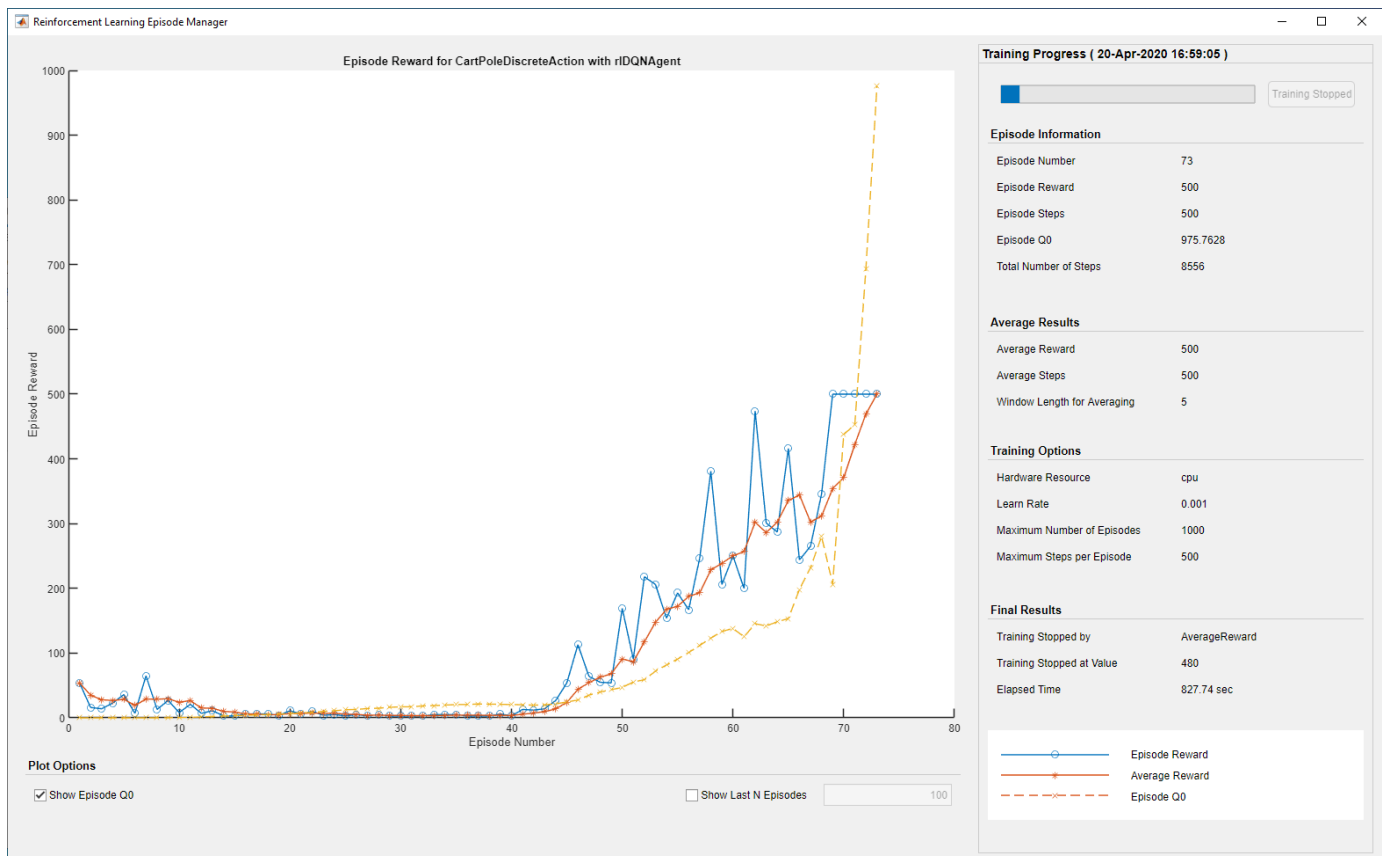 Reinforcement Learning Episode Manager
Episode Reward for CartPoleDiscreteAction with rlDQNAgent
1000
900
800
700
600
500
400
300
200
100
0
Episode Reward
0 10 20 30 40 50 60 70 80
Episode Number
Plot Options
Show Episode Q0
Show Last N Episodes 100
Training Progress ( 20-Apr-2020 16:59:05 )
Training Stopped
Episode Information
Episode Number 73
Episode Reward 500
Episode Steps 500
Episode Q0 975.7628
Total Number of Steps 8556
Average Results
Average Reward 500
Average Steps 500
Window Length for Averaging 5
Training Options
Hardware Resource cpu
Learn Rate 0.001
Maximum Number of Episodes 1000
Maximum Steps per Episode 500
Final Results
Training Stopped by AverageReward
Training Stopped at Value 480
Elapsed Time 827.74 sec
Episode Reward
Average Reward
Episode Q0